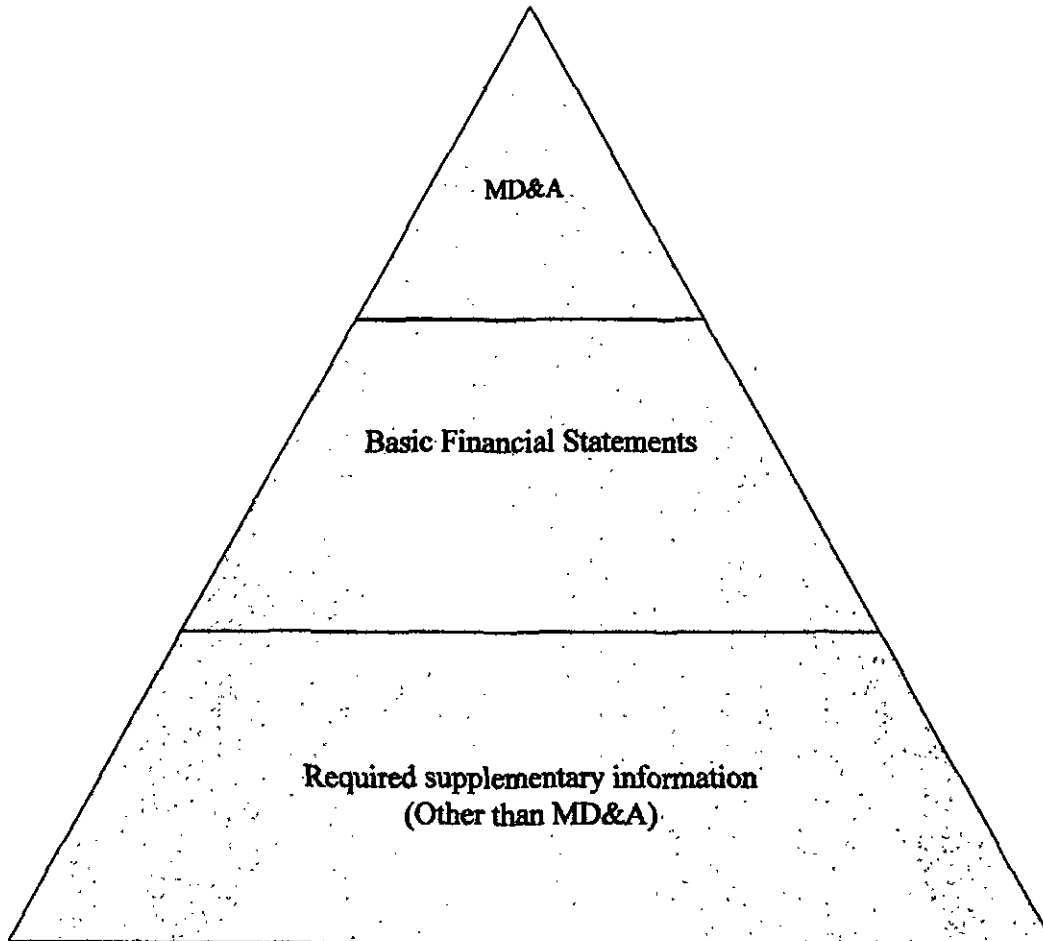 MD&A
Basic Financial Statements
Required supplementary information
(Other than MD&A)